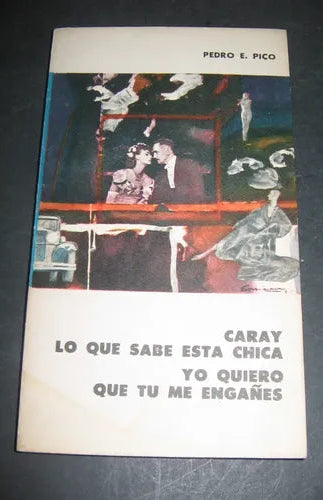 PEDRO E. PICO
CARAY
LO QUE SABE ESTA CHICA
YO QUIERO
QUE TU ME ENGAÑES